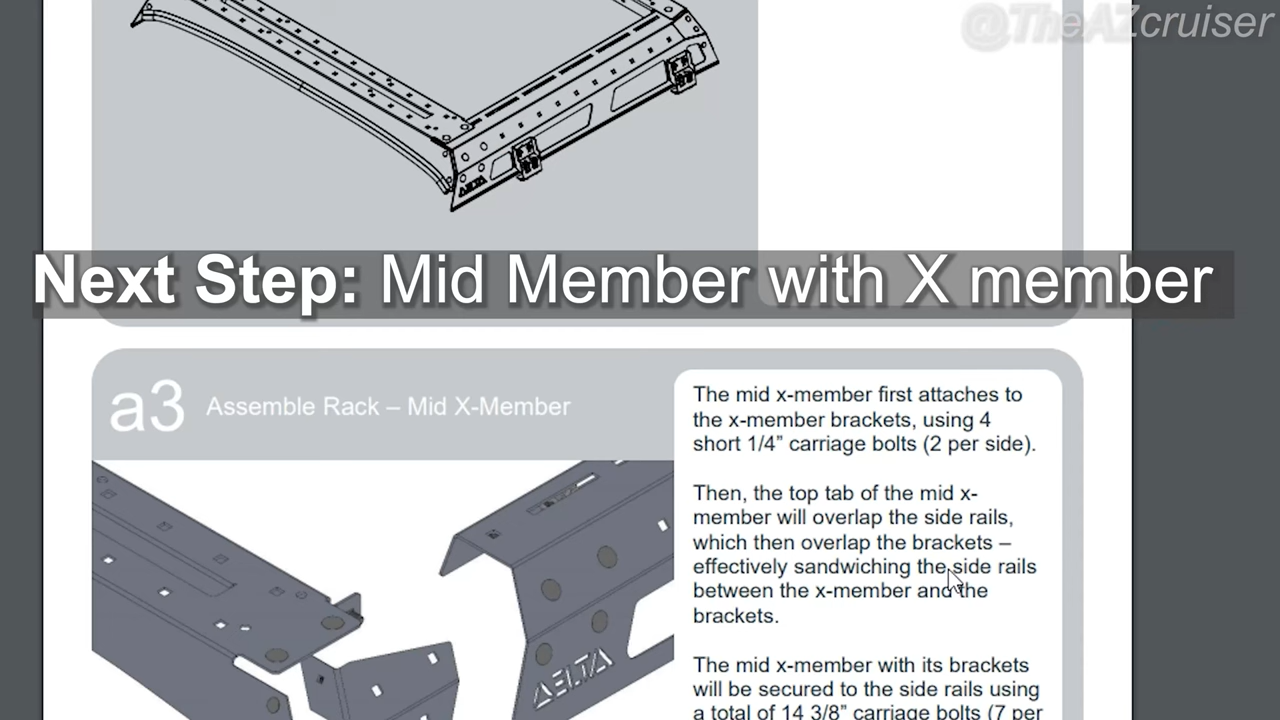 @TheAZcruiser
DELTA
Next Step: Mid Member with X member
a3 Assemble Rack – Mid X-Member
The mid x-member first attaches to
the x-member brackets, using 4
short 1/4” carriage bolts (2 per side).
Then, the top tab of the mid x-
member will overlap the side rails,
which then overlap the brackets –
effectively sandwiching the side rails
between the x-member and the
brackets.
The mid x-member with its brackets
will be secured to the side rails using
a total of 14 3/8” carriage bolts (7 per
DELTA